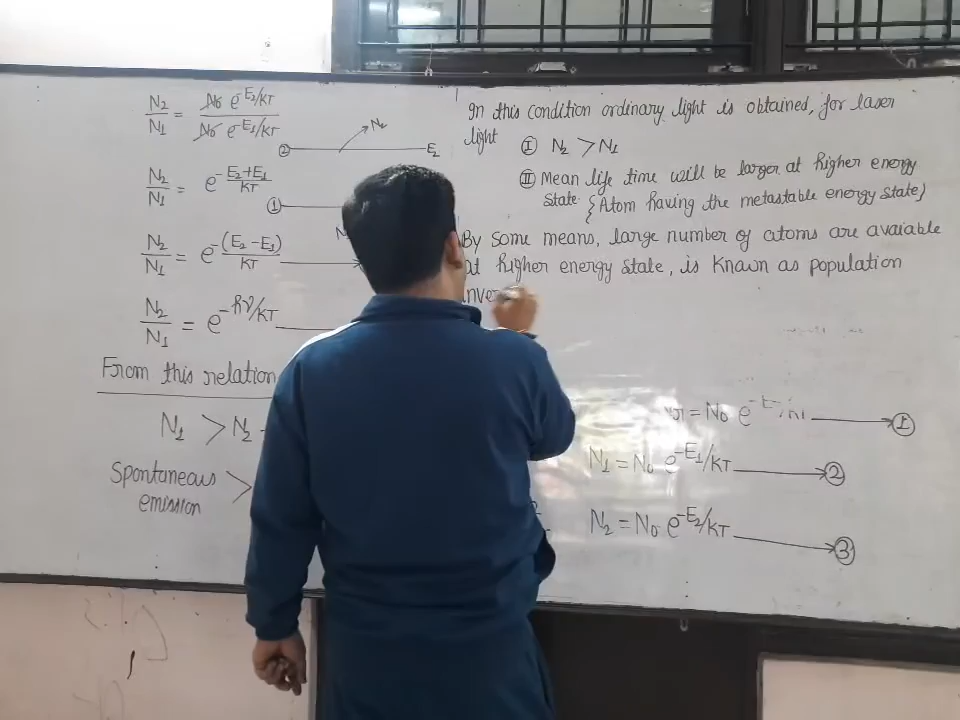 N₂/N₁ = N₀ e^-E₂/KT / N₀ e^-E₁/KT
N₂
② E₂
N₂/N₁ = e^-E₂+E₁/KT
①
N₂/N₁ = e^-(E₂-E₁)/KT
N₂/N₁ = e^-hν/KT
From this relation
N₁ > N₂
Spontaneous >
emission
In this condition ordinary light is obtained, for laser
light Ⓘ N₂ > N₁
Ⅱ Mean life time will be larger at higher energy
state {Atom having the metastable energy state}
By some means, large number of atoms are avaiable
at higher energy state, is known as population
inve
= N₀ e ①
N₁ = N₀ e^-E₁/KT ②
N₂ = N₀ e^-E₂/KT ③